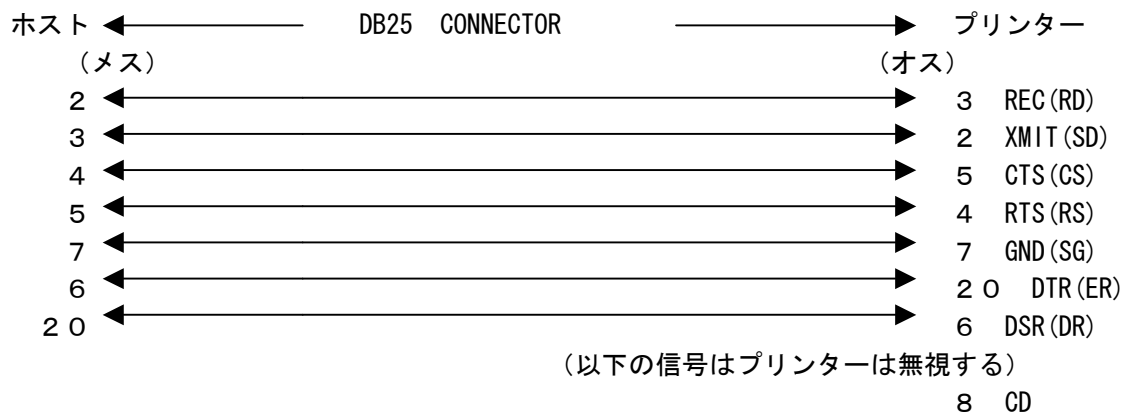 ホスト DB25 CONNECTOR プリンター
(メス) (オス)
2 3 REC(RD)
3 2 XMIT(SD)
4 5 CTS(CS)
5 4 RTS(RS)
7 7 GND(SG)
6 20 DTR(ER)
20 6 DSR(DR)
(以下の信号はプリンターは無視する)
8 CD